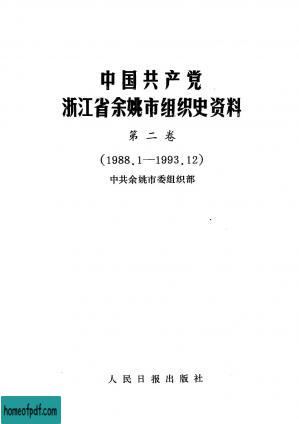 中国共产党
浙江省余姚市组织史资料
第二卷
(1988.1—1993.12)
中共余姚市委组织部
人民日报出版社
homeofpdf.com